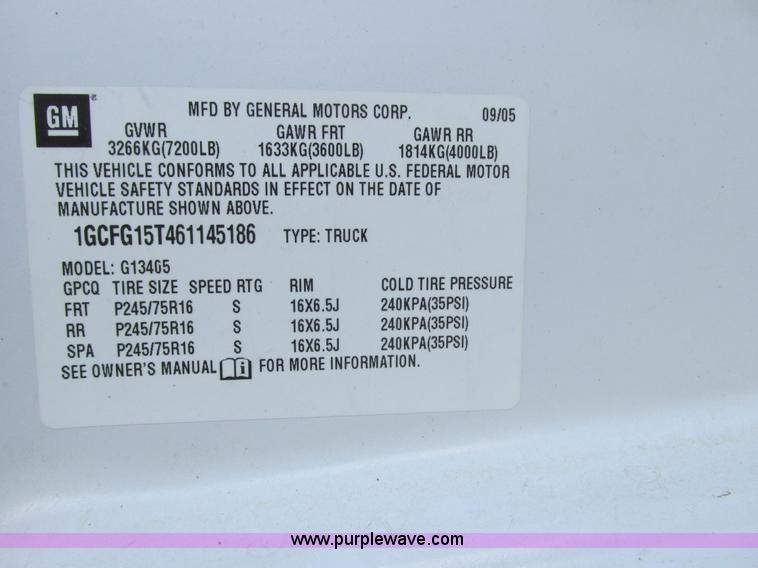 GM ® MFD BY GENERAL MOTORS CORP. 09/05
GVWR GAWR FRT GAWR RR
3266KG(7200LB) 1633KG(3600LB) 1814KG(4000LB)
THIS VEHICLE CONFORMS TO ALL APPLICABLE U.S. FEDERAL MOTOR
VEHICLE SAFETY STANDARDS IN EFFECT ON THE DATE OF
MANUFACTURE SHOWN ABOVE.
1GCFG15T461145186 TYPE: TRUCK
MODEL: G13405
GPCQ TIRE SIZE SPEED RTG RIM COLD TIRE PRESSURE
FRT P245/75R16 S 16X6.5J 240KPA(35PSI)
RR P245/75R16 S 16X6.5J 240KPA(35PSI)
SPA P245/75R16 S 16X6.5J 240KPA(35PSI)
SEE OWNER'S MANUAL FOR MORE INFORMATION.
www.purplewave.com